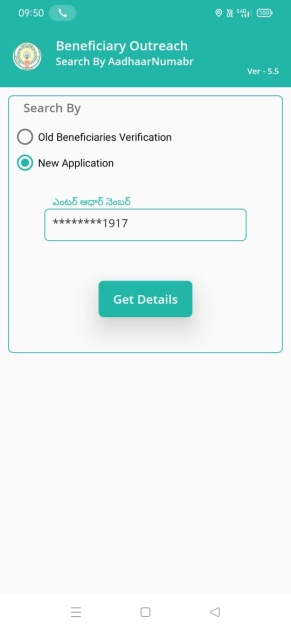 09:50
100
Beneficiary Outreach
Search By AadhaarNumabr
Ver - 5.5
Search By
Old Beneficiaries Verification
New Application
ఎంటర్ ఆధార్ నెంబర్
********1917
Get Details